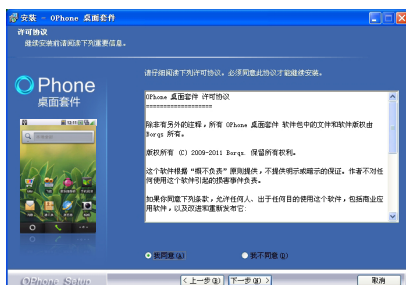 安装 - OPhone 桌面套件
许可协议
继续安装前请阅读下列重要信息。
请仔细阅读下列许可协议。必须同意此协议才能继续安装。
OPhone
桌面套件
OPhone 桌面套件 许可协议
===================
除非有另外的注释，所有 OPhone 桌面套件 软件包中的文件和软件版权由
Borqs 所有。
版权所有 (C) 2009-2011 Borqs. 保留所有权利。
这个软件根据“概不负责”原则提供，不提供明示或暗示的保证。作者不对任
何使用这个软件引起的损害事件负责。
如果你同意下列条款，允许任何人、出于任何目的使用这个软件，包括商业应
用软件，以及改进和重新发布它:
我同意(A)
我不同意(D)
OPhone Setup
< 上一步(B)
下一步(N) >
取消